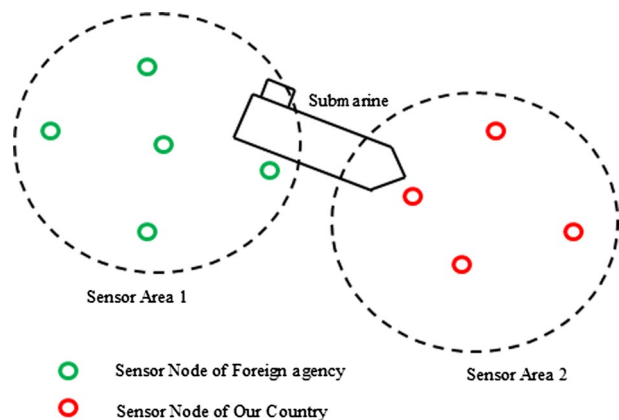 Submarine
Sensor Area 1
Sensor Area 2
Sensor Node of Foreign agency
Sensor Node of Our Country